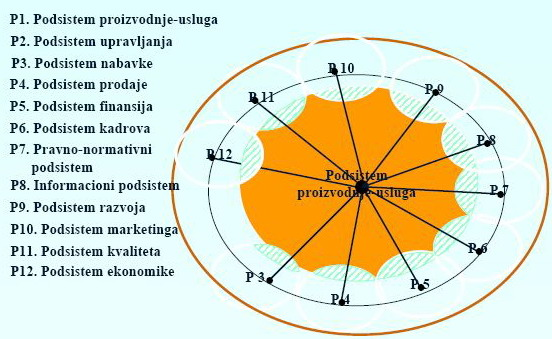 P1. Podsistem proizvodnje-usluga
P2. Podsistem upravljanja
P3. Podsistem nabavke
P4. Podsistem prodaje
P5. Podsistem finansija
P6. Podsistem kadrova
P7. Pravno-normativni
podsistem
P8. Informacioni podsistem
P9. Podsistem razvoja
P10. Podsistem marketinga
P11. Podsistem kvaliteta
P12. Podsistem ekonomike
P 10
P 9
P 11
P 8
P 12
Podsistem
proizvodnje-usluga
P 7
P 6
P 3
P 5
P 4